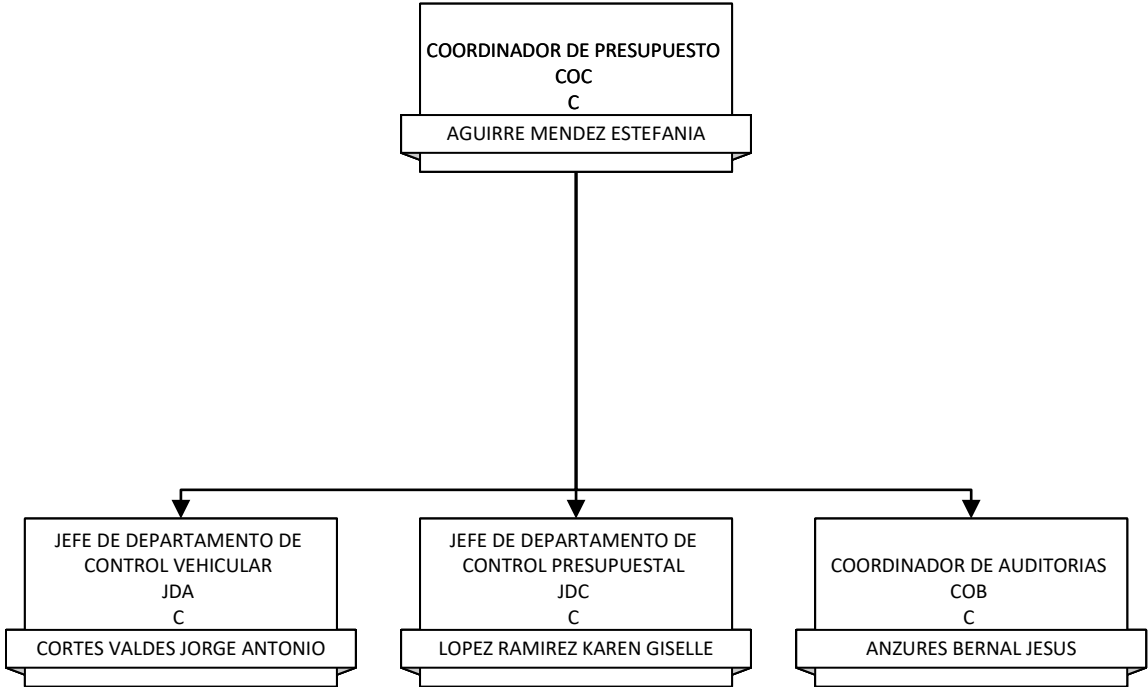 COORDINADOR DE PRESUPUESTO
COC
C
AGUIRRE MENDEZ ESTEFANIA
JEFE DE DEPARTAMENTO DE
CONTROL VEHICULAR
JDA
C
CORTES VALDES JORGE ANTONIO
JEFE DE DEPARTAMENTO DE
CONTROL PRESUPUESTAL
JDC
C
LOPEZ RAMIREZ KAREN GISELLE
COORDINADOR DE AUDITORIAS
COB
C
ANZURES BERNAL JESUS